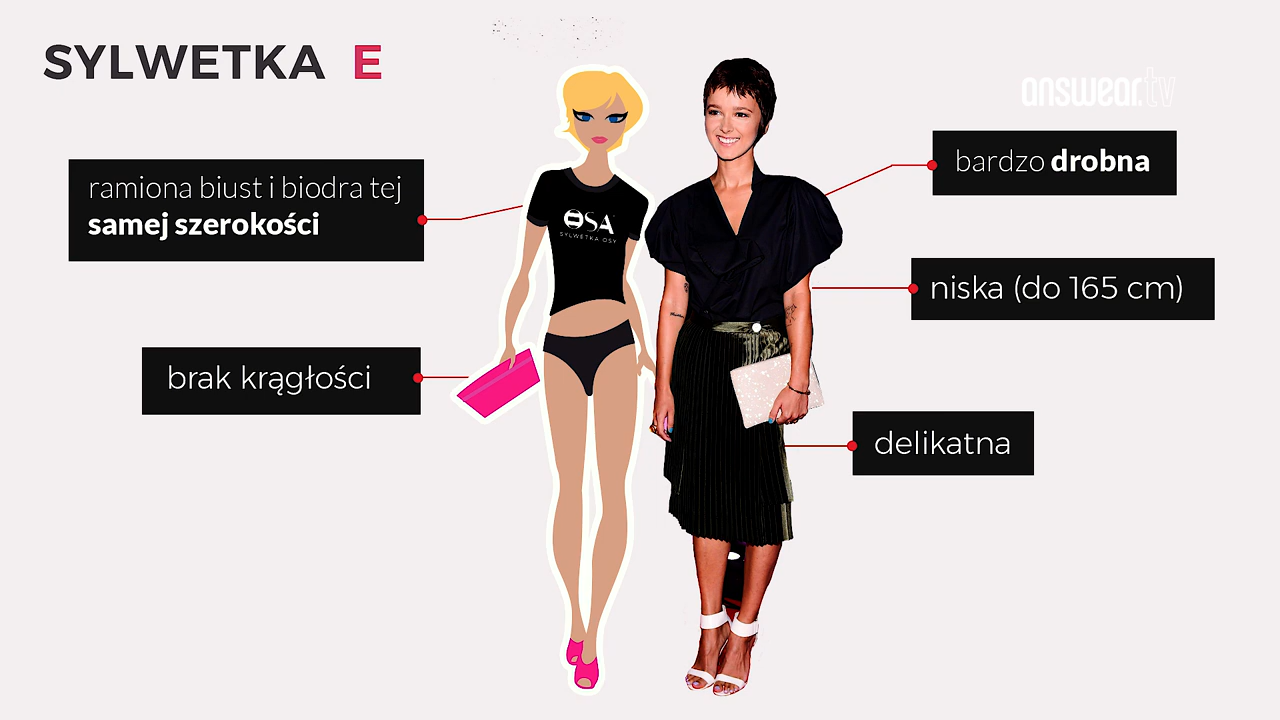 SYLWETKA E
answear.tv
ramiona biust i biodra tej
samej szerokości
bardzo drobna
OSA
SYLWETKA OSY
niska (do 165 cm)
brak krągłości
delikatna